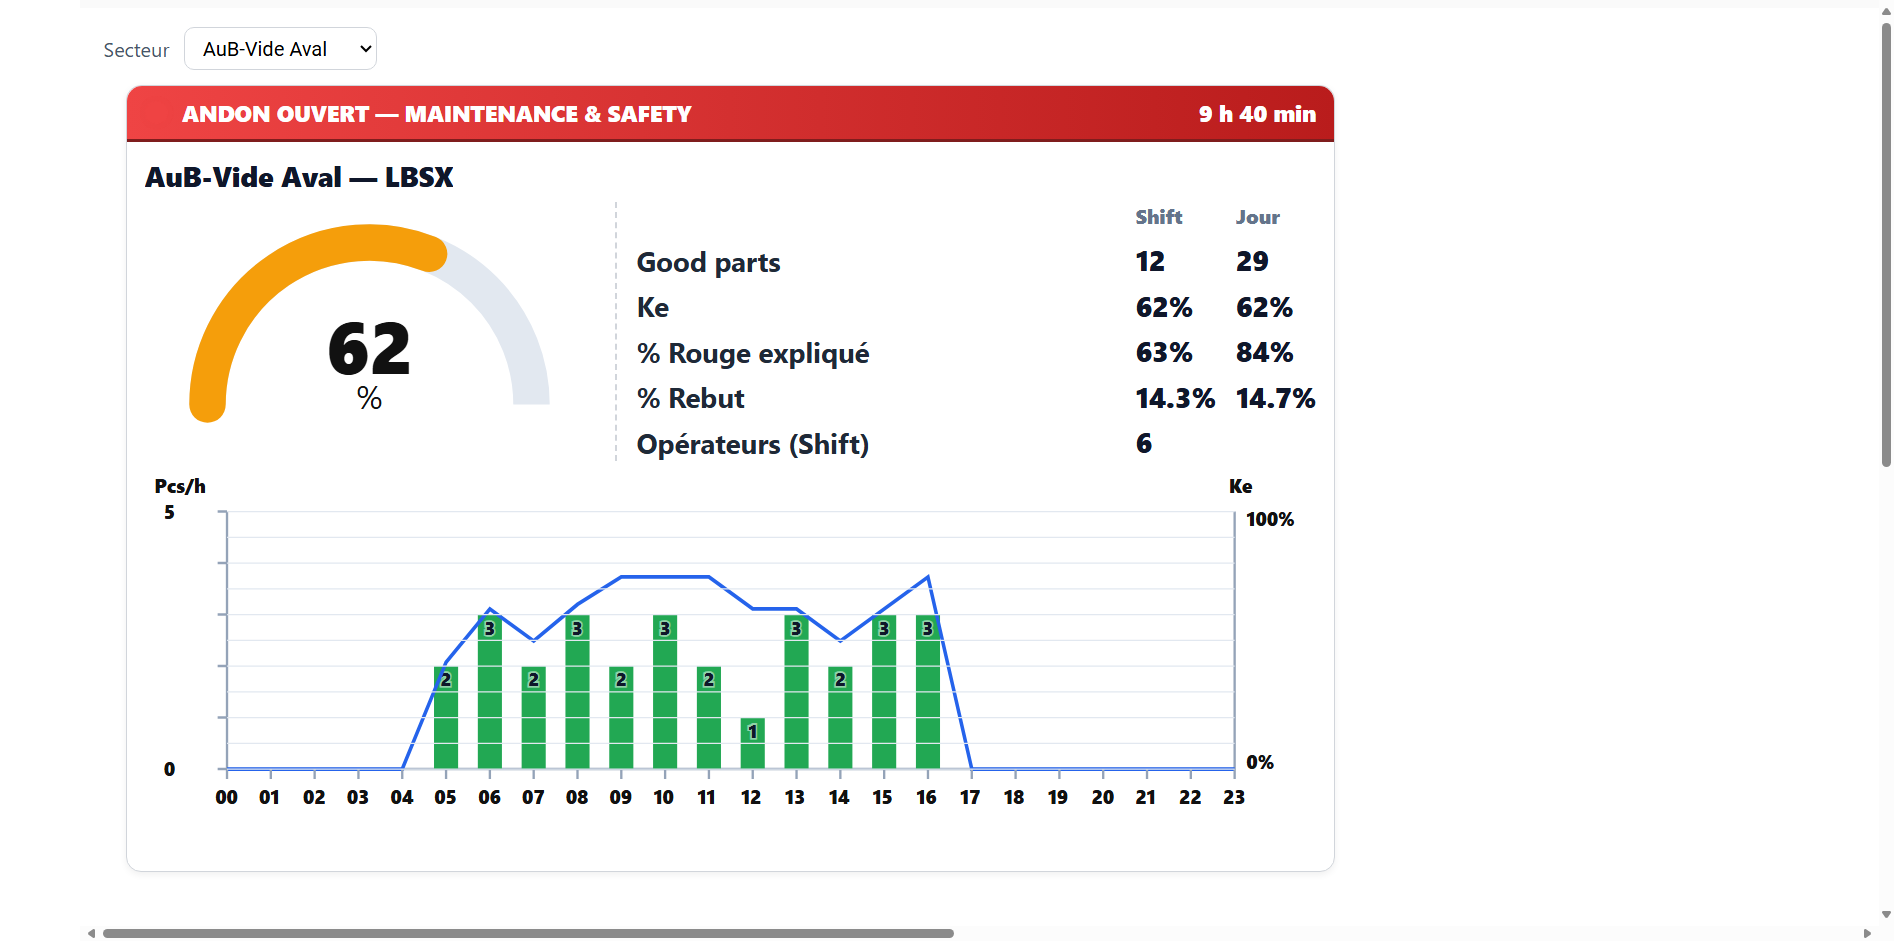 Secteur AuB-Vide Aval
ANDON OUVERT — MAINTENANCE & SAFETY 9 h 40 min
AuB-Vide Aval — LBSX
Shift Jour
Good parts 12 29
Ke 62% 62%
% Rouge expliqué 63% 84%
% Rebut 14.3% 14.7%
Opérateurs (Shift) 6
62
%
Pcs/h Ke
5 100%
3 3 3 3 3 3
2 2 2 2 2
1
0 0%
00 01 02 03 04 05 06 07 08 09 10 11 12 13 14 15 16 17 18 19 20 21 22 23